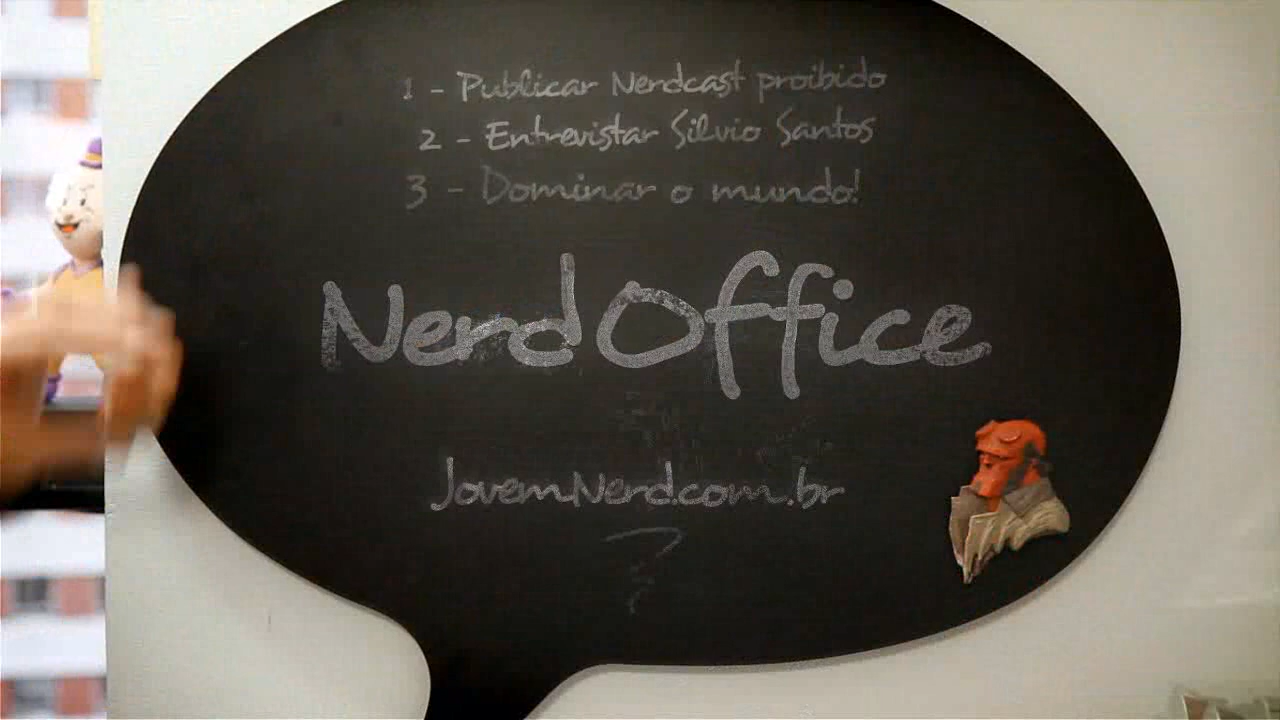 1 - Publicar Nerdcast proibido
2 - Entrevistar Silvio Santos
3 - Dominar o mundo!
NerdOffice
JovemNerd.com.br
?